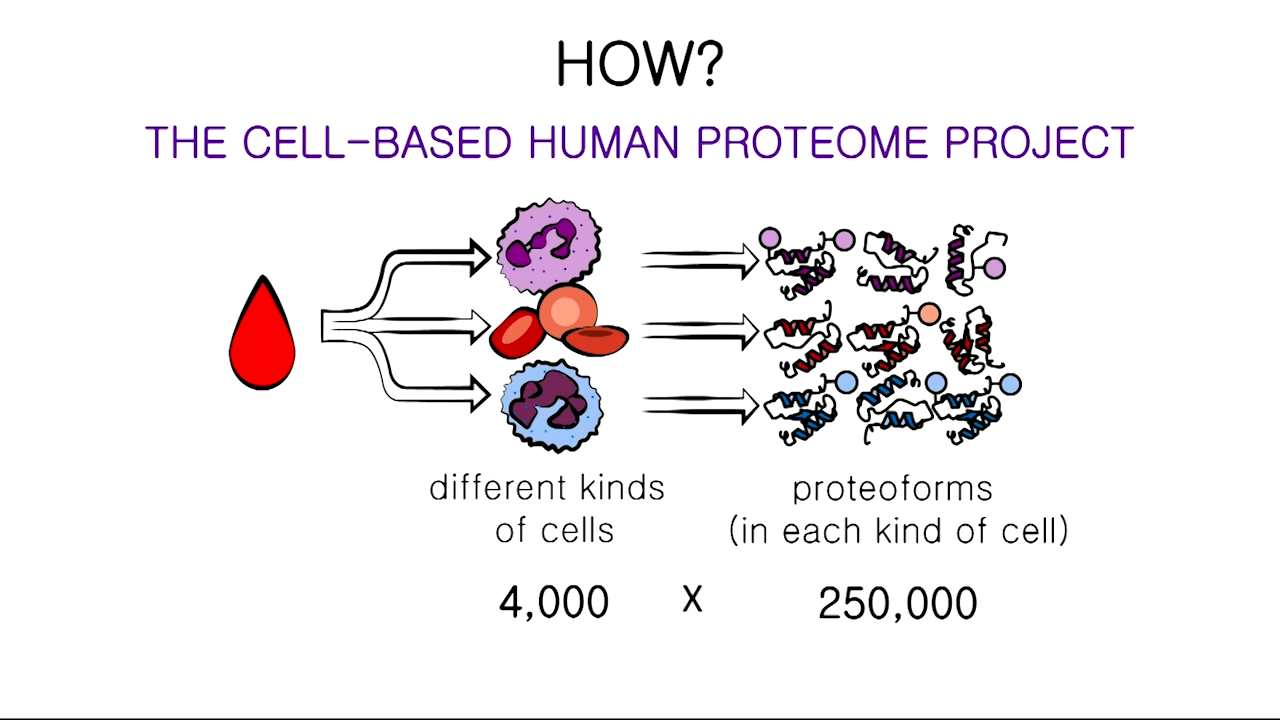 HOW?
THE CELL-BASED HUMAN PROTEOME PROJECT
different kinds
of cells
proteoforms
(in each kind of cell)
4,000 X 250,000